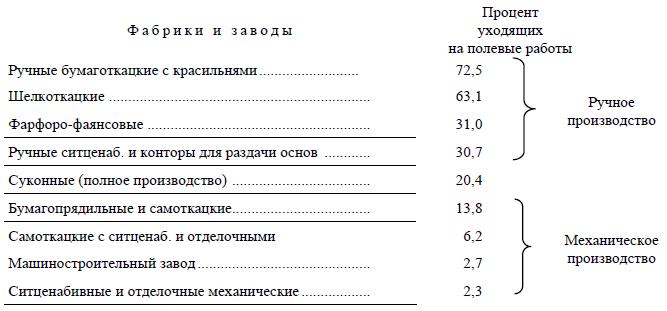 Фабрики и заводы
Процент
уходящих
на полевые работы
Ручные бумаготкацкие с красильнями .......................... 72,5
Шелкоткацкие .................................................................... 63,1
Фарфоро-фаянсовые .......................................................... 31,0
Ручные ситценаб. и конторы для раздачи основ ............ 30,7
Ручное
производство
Суконные (полное производство) .................................... 20,4
Бумагопрядильные и самоткацкие.................................... 13,8
Самоткацкие с ситценаб. и отделочными 6,2
Машиностроительный завод ............................................. 2,7
Ситценабивные и отделочные механические .................. 2,3
Механическое
производство